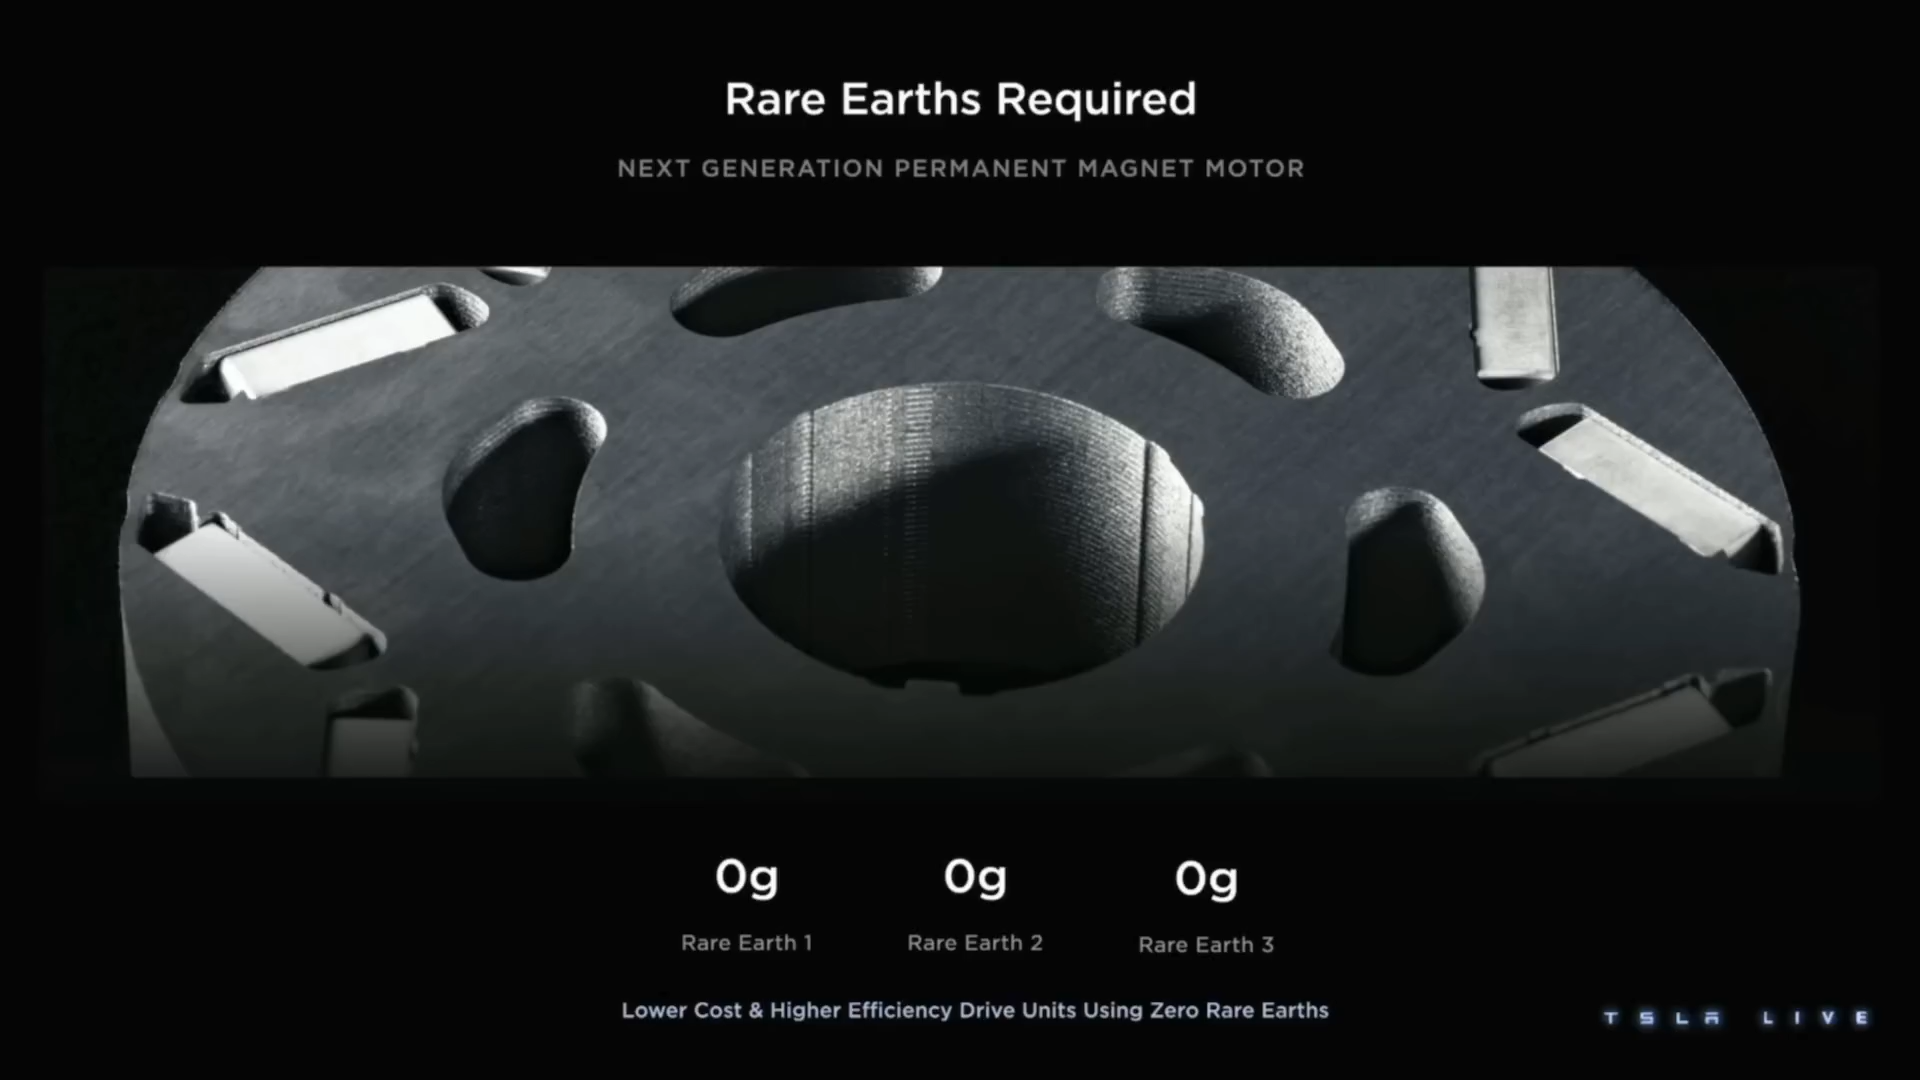 Rare Earths Required
NEXT GENERATION PERMANENT MAGNET MOTOR
0g 0g 0g
Rare Earth 1 Rare Earth 2 Rare Earth 3
Lower Cost & Higher Efficiency Drive Units Using Zero Rare Earths
TSLA LIVE